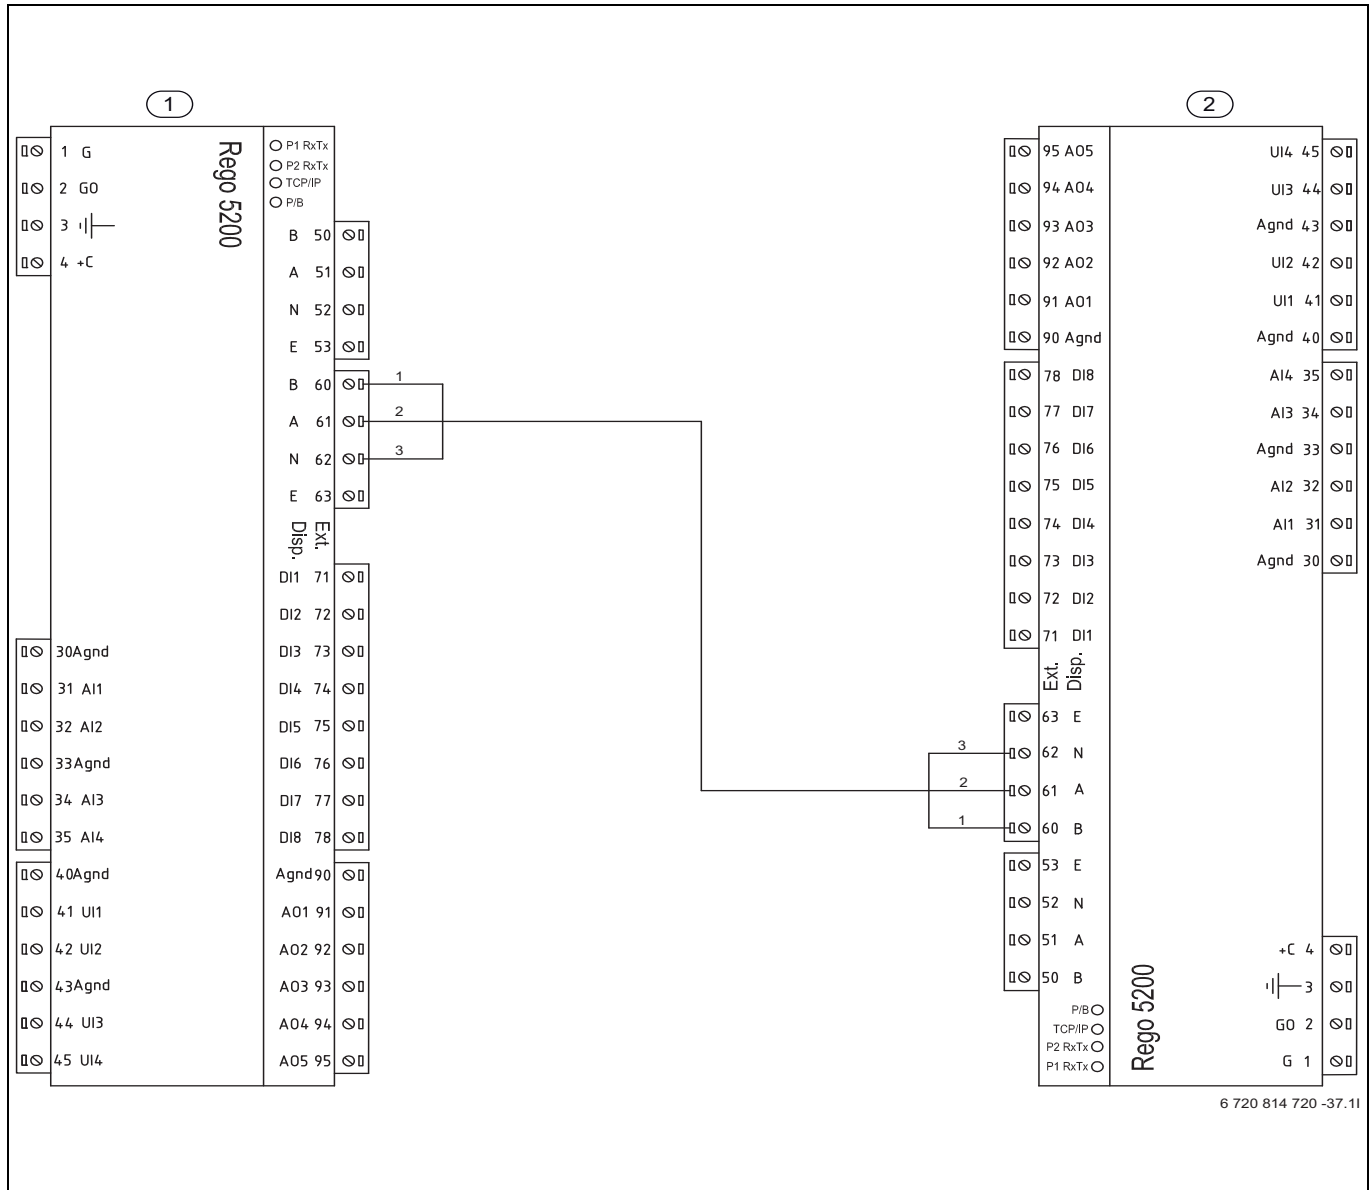 1
1 G
2 G0
3
4 +C
Rego 5200
P1 RxTx
P2 RxTx
TCP/IP
P/B
B 50
A 51
N 52
E 53
B 60
A 61
N 62
E 63
1
2
3
Disp.
Ext.
DI1 71
DI2 72
DI3 73
DI4 74
DI5 75
DI6 76
DI7 77
DI8 78
Agnd90
AO1 91
AO2 92
AO3 93
AO4 94
AO5 95
30Agnd
31 AI1
32 AI2
33Agnd
34 AI3
35 AI4
40Agnd
41 UI1
42 UI2
43Agnd
44 UI3
45 UI4
2
95 AO5
94 AO4
93 AO3
92 AO2
91 AO1
90 Agnd
78 DI8
77 DI7
76 DI6
75 DI5
74 DI4
73 DI3
72 DI2
71 DI1
Ext.
Disp.
63 E
62 N
61 A
60 B
3
2
1
53 E
52 N
51 A
50 B
P/B
TCP/IP
P2 RxTx
P1 RxTx
Rego 5200
UI4 45
UI3 44
Agnd 43
UI2 42
UI1 41
Agnd 40
AI4 35
AI3 34
Agnd 33
AI2 32
AI1 31
Agnd 30
+C 4
3
G0 2
G 1
6 720 814 720 -37.1I